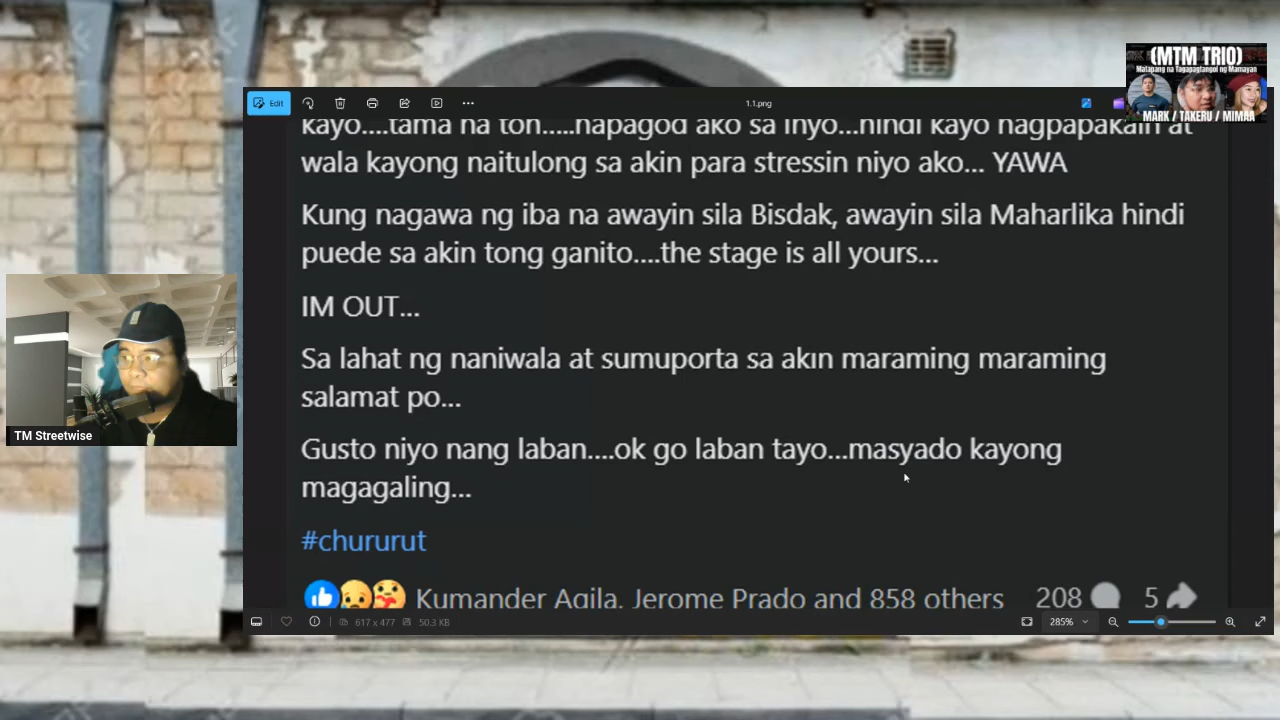 (MTM TRIO)
Matapang na Tagapagtangol ng Mamayan
MARK / TAKERU / MIMAA
Edit
1.1.png
kayo....tama na toh.....napagod ako sa inyo...hindi kayo nagpapakain at
wala kayong naitulong sa akin para stressin niyo ako... YAWA
Kung nagawa ng iba na awayin sila Bisdak, awayin sila Maharlika hindi
puede sa akin tong ganito....the stage is all yours...
IM OUT...
Sa lahat ng naniwala at sumuporta sa akin maraming maraming
salamat po...
Gusto niyo nang laban....ok go laban tayo...masyado kayong
magagaling...
#chururut
Kumander Agila, Jerome Prado and 858 others 208 5
617 x 477 50.3 KB 285%
TM Streetwise